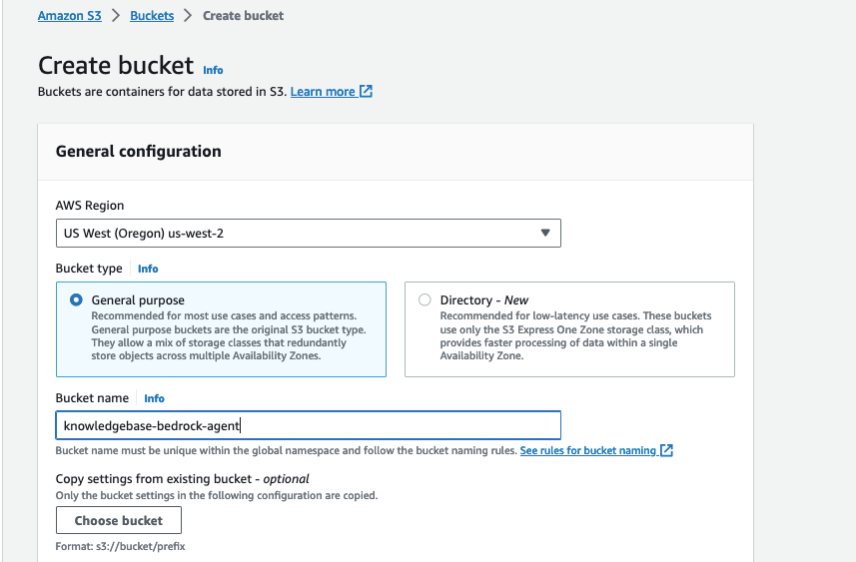 Amazon S3 > Buckets > Create bucket
Create bucket Info
Buckets are containers for data stored in S3. Learn more
General configuration
AWS Region
US West (Oregon) us-west-2
Bucket type Info
General purpose
Recommended for most use cases and access patterns.
General purpose buckets are the original S3 bucket type.
They allow a mix of storage classes that redundantly
store objects across multiple Availability Zones.
Directory - New
Recommended for low-latency use cases. These buckets
use only the S3 Express One Zone storage class, which
provides faster processing of data within a single
Availability Zone.
Bucket name Info
knowledgebase-bedrock-agent
Bucket name must be unique within the global namespace and follow the bucket naming rules. See rules for bucket naming
Copy settings from existing bucket - optional
Only the bucket settings in the following configuration are copied.
Choose bucket
Format: s3://bucket/prefix